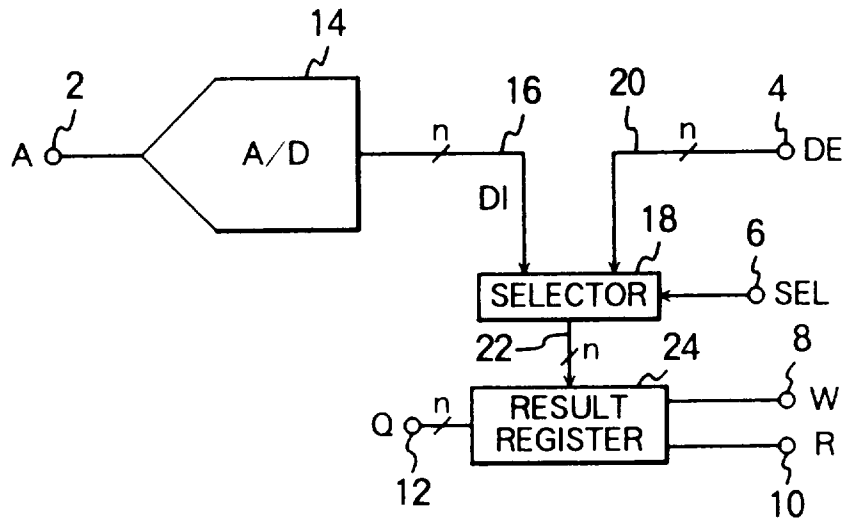 14
2
16
20
4
A
A/D
n
n
DE
DI
18
6
SELECTOR
SEL
22
n
24
8
Q
n
RESULT
REGISTER
W
R
12
10